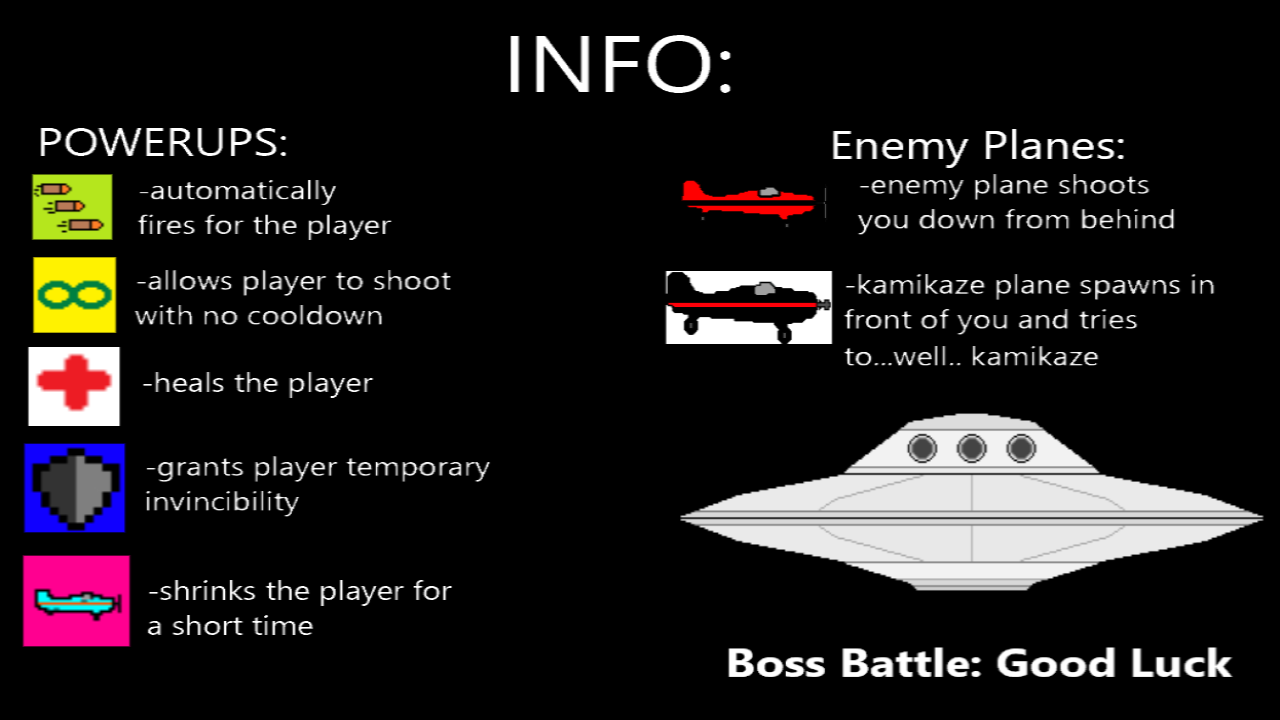 INFO:
POWERUPS:
-automatically
fires for the player
-allows player to shoot
with no cooldown
-heals the player
-grants player temporary
invincibility
-shrinks the player for
a short time
Enemy Planes:
-enemy plane shoots
you down from behind
-kamikaze plane spawns in
front of you and tries
to...well.. kamikaze
Boss Battle: Good Luck